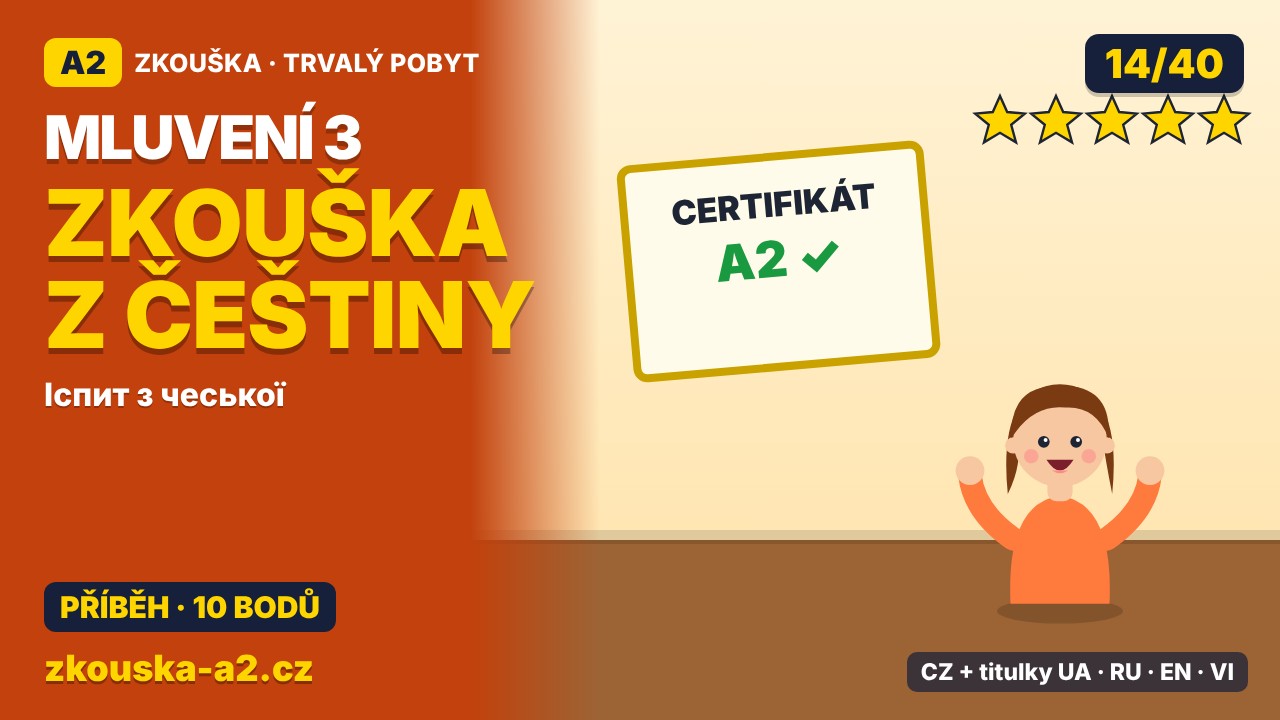 A2 ZKOUŠKA · TRVALÝ POBYT
14/40
MLUVENÍ 3
ZKOUŠKA
Z ČEŠTINY
Іспит з чеської
CERTIFIKÁT
A2 ✓
PŘÍBĚH · 10 BODŮ
zkouska-a2.cz
CZ + titulky UA · RU · EN · VI